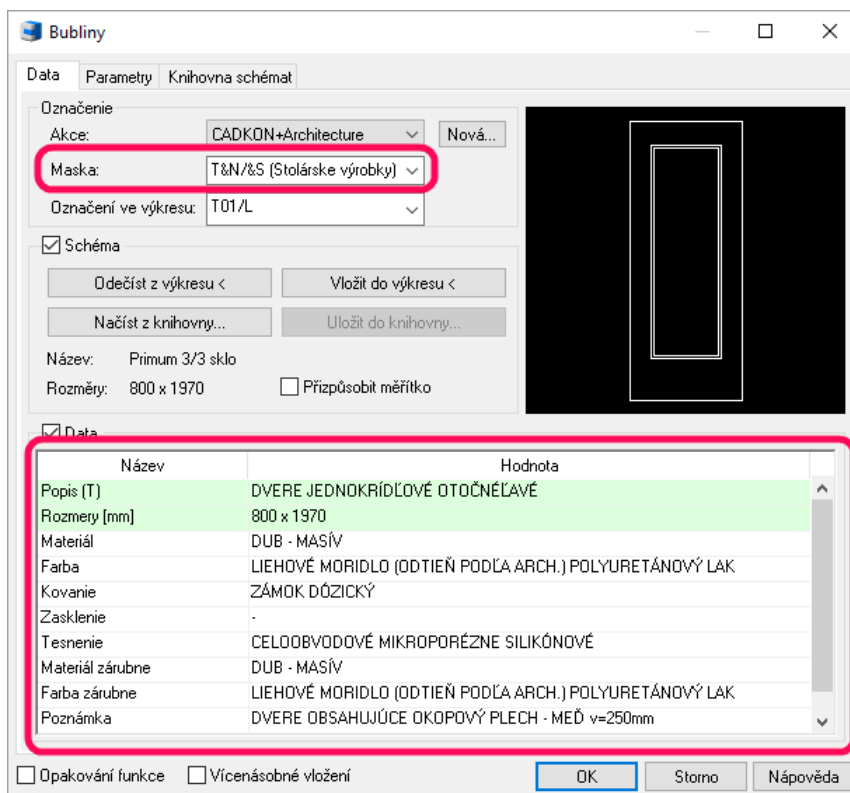 Bubliny
Data Parametry Knihovna schémat
Označenie
Akce: CADKON+Architecture Nová...
Maska: T&N/&S (Stolárske výrobky)
Označení ve výkresu: T01/L
Schéma
Odečíst z výkresu < Vložit do výkresu <
Načíst z knihovny... Uložit do knihovny...
Název: Primum 3/3 sklo
Rozměry: 800 x 1970 Přizpůsobit měřítko
Data
Název Hodnota
Popis (T) DVERE JEDNOKRÍDĽOVÉ OTOČNÉĽAVÉ
Rozmery [mm] 800 x 1970
Materiál DUB - MASÍV
Farba LIEHOVÉ MORIDLO (ODTIEŇ PODĽA ARCH.) POLYURETÁNOVÝ LAK
Kovanie ZÁMOK DÓZICKÝ
Zasklenie -
Tesnenie CELOOBVODOVÉ MIKROPORÉZNE SILIKÓNOVÉ
Materiál zárubne DUB - MASÍV
Farba zárubne LIEHOVÉ MORIDLO (ODTIEŇ PODĽA ARCH.) POLYURETÁNOVÝ LAK
Poznámka DVERE OBSAHUJÚCE OKOPOVÝ PLECH - MEĎ v=250mm
Opakování funkce Vícenásobné vložení OK Storno Nápověda